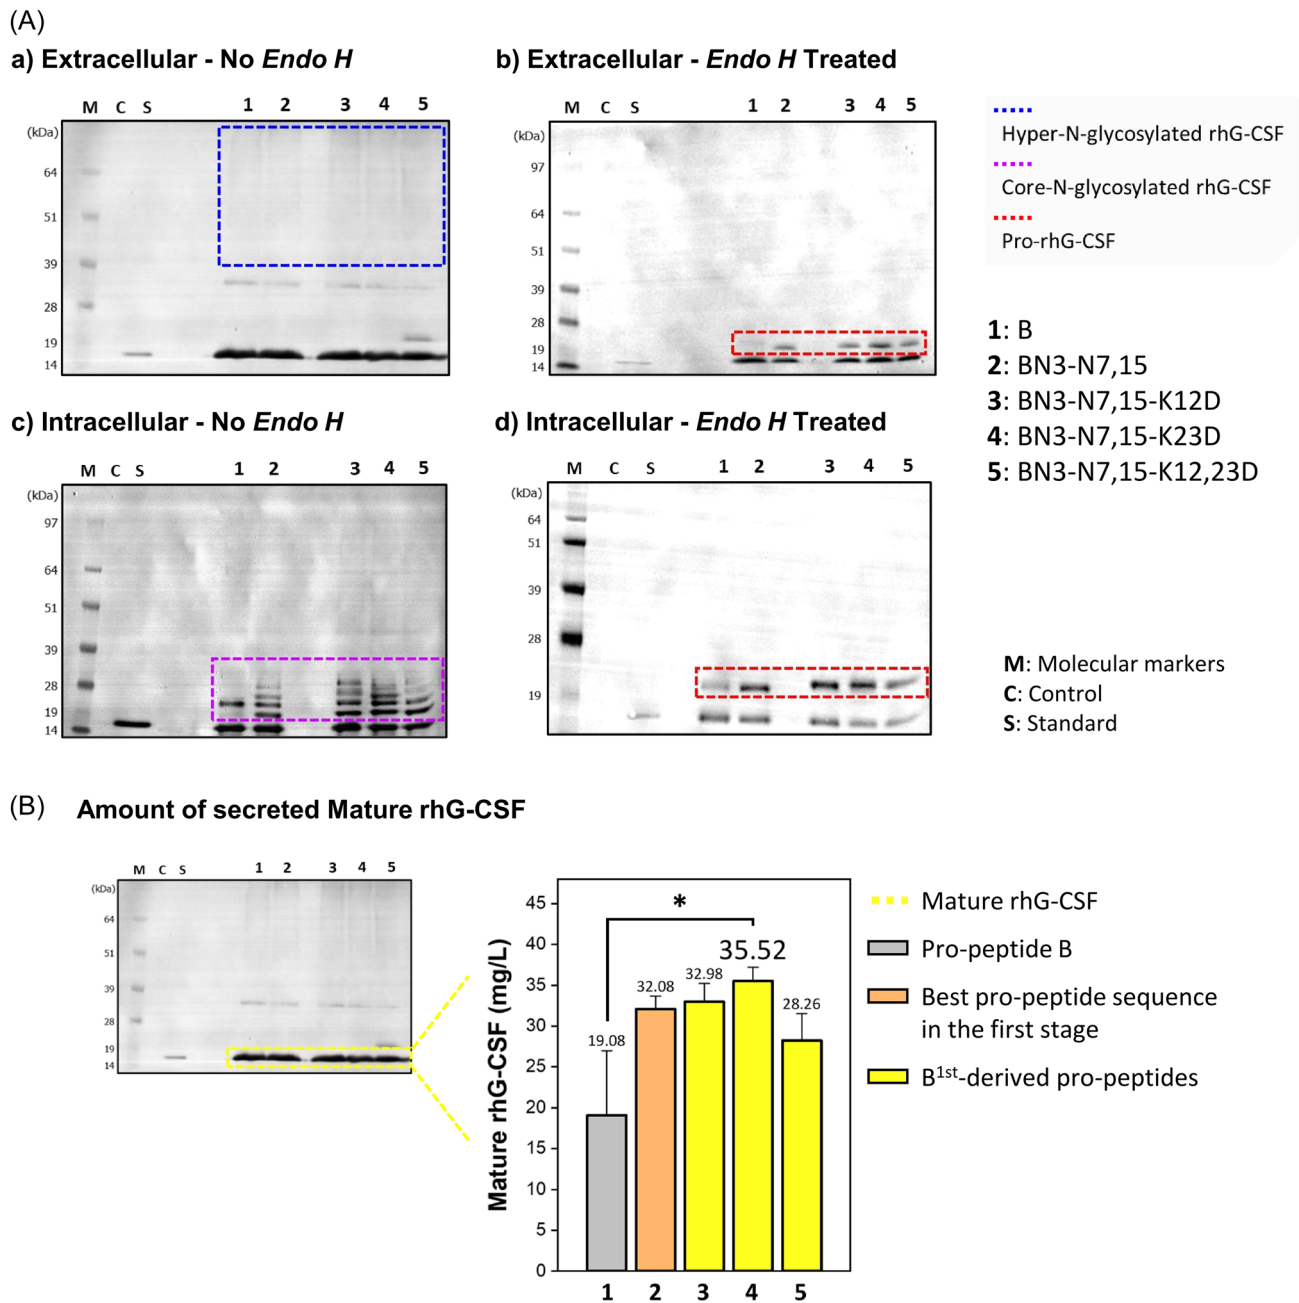 (A)
a) Extracellular - No Endo H
M C S 1 2 3 4 5
(kDa)
64
51
39
28
19
14
b) Extracellular - Endo H Treated
M C S 1 2 3 4 5
(kDa)
97
64
51
39
28
19
14
Hyper-N-glycosylated rhG-CSF
Core-N-glycosylated rhG-CSF
Pro-rhG-CSF
1: B
2: BN3-N7,15
3: BN3-N7,15-K12D
4: BN3-N7,15-K23D
5: BN3-N7,15-K12,23D
c) Intracellular - No Endo H
M C S 1 2 3 4 5
(kDa)
97
64
51
39
28
19
14
d) Intracellular - Endo H Treated
M C S 1 2 3 4 5
(kDa)
64
51
39
28
19
M: Molecular markers
C: Control
S: Standard
(B)
Amount of secreted Mature rhG-CSF
M C S 1 2 3 4 5
(kDa)
64
51
39
28
19
14
Mature rhG-CSF (mg/L)
45
40
35
30
25
20
15
10
5
0
*
19.08
32.08
32.98
35.52
28.26
1 2 3 4 5
Mature rhG-CSF
Pro-peptide B
Best pro-peptide sequence
in the first stage
B1st-derived pro-peptides